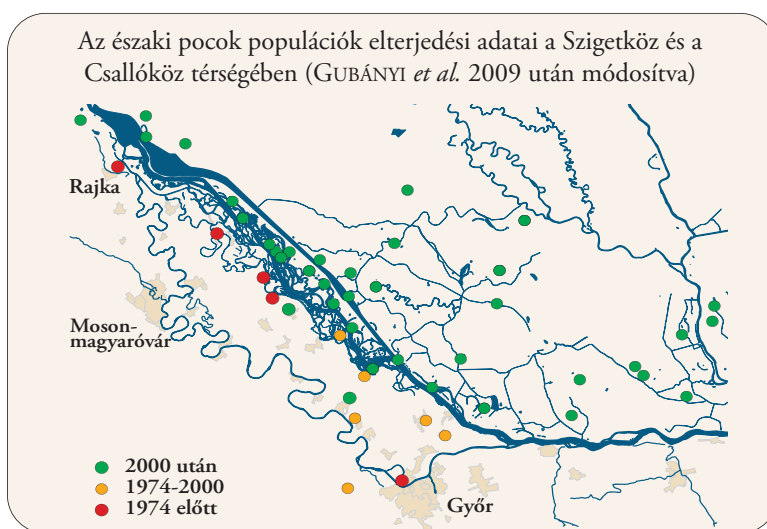 Az északi pocok populációk elterjedési adatai a Szigetköz és a
Csallóköz térségében (GUBÁNYI et al. 2009 után módosítva)
Rajka
Moson-
magyaróvár
2000 után
1974-2000
1974 előtt
Győr